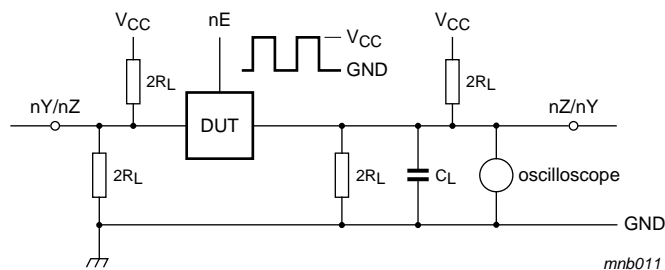 VCC
nE
VCC
GND
VCC
2RL
2RL
nY/nZ
DUT
nZ/nY
2RL
2RL
CL
oscilloscope
GND
mnb011